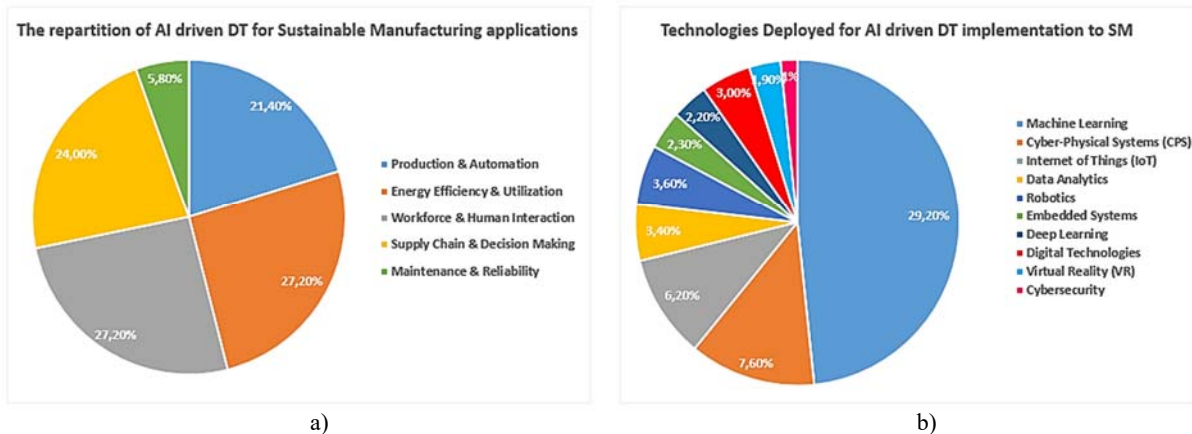 The repartition of AI driven DT for Sustainable Manufacturing applications
5,80%
21,40%
24,00%
27,20%
27,20%
Production & Automation
Energy Efficiency & Utilization
Workforce & Human Interaction
Supply Chain & Decision Making
Maintenance & Reliability
a)
Technologies Deployed for AI driven DT implementation to SM
1%
1,90%
3,00%
2,20%
2,30%
3,60%
3,40%
6,20%
7,60%
29,20%
Machine Learning
Cyber-Physical Systems (CPS)
Internet of Things (IoT)
Data Analytics
Robotics
Embedded Systems
Deep Learning
Digital Technologies
Virtual Reality (VR)
Cybersecurity
b)